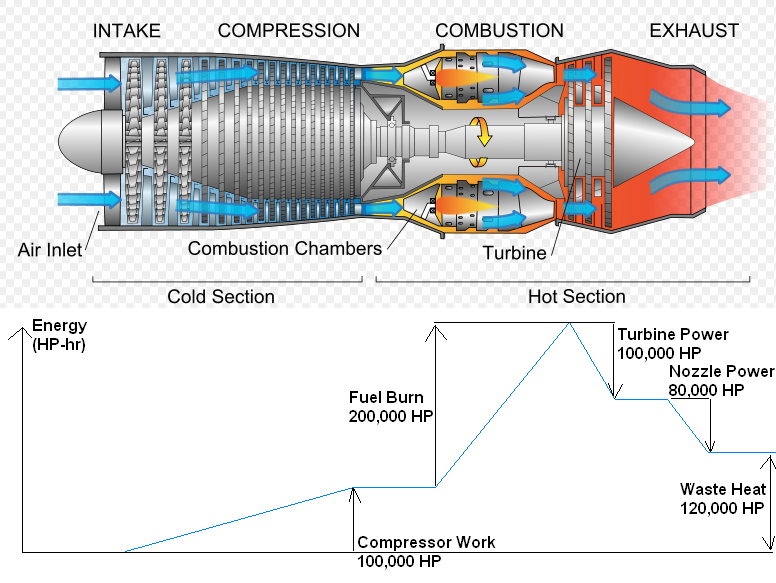 INTAKE COMPRESSION COMBUSTION EXHAUST
Air Inlet
Combustion Chambers
Turbine
Cold Section
Hot Section
Energy
(HP-hr)
Turbine Power
100,000 HP
Nozzle Power
80,000 HP
Fuel Burn
200,000 HP
Waste Heat
120,000 HP
Compressor Work
100,000 HP